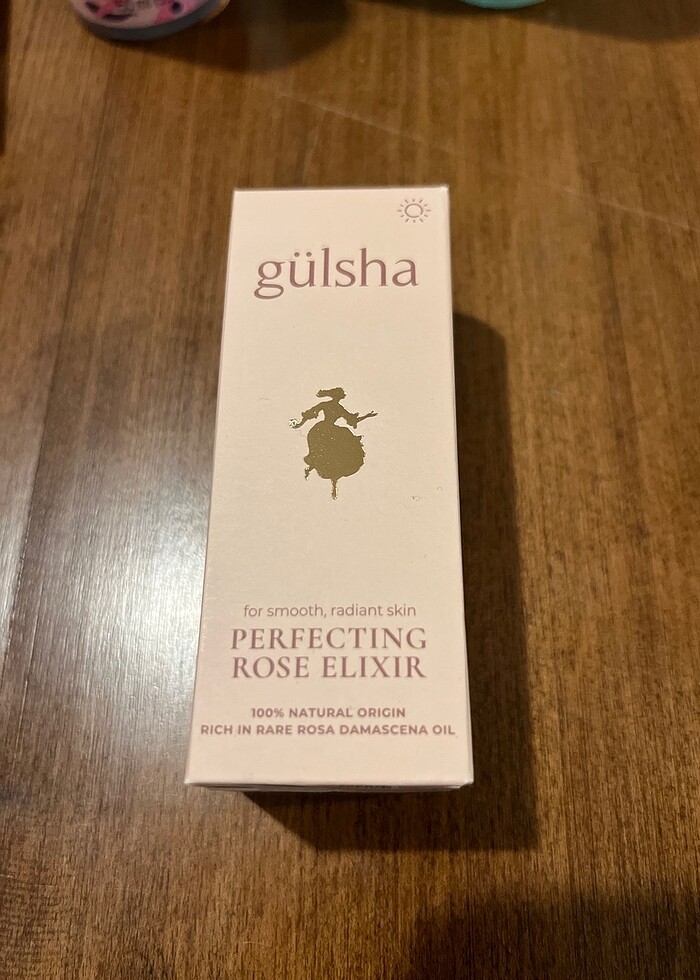 gülsha
for smooth, radiant skin
PERFECTING
ROSE ELIXIR
100% NATURAL ORIGIN
RICH IN RARE ROSA DAMASCENA OIL